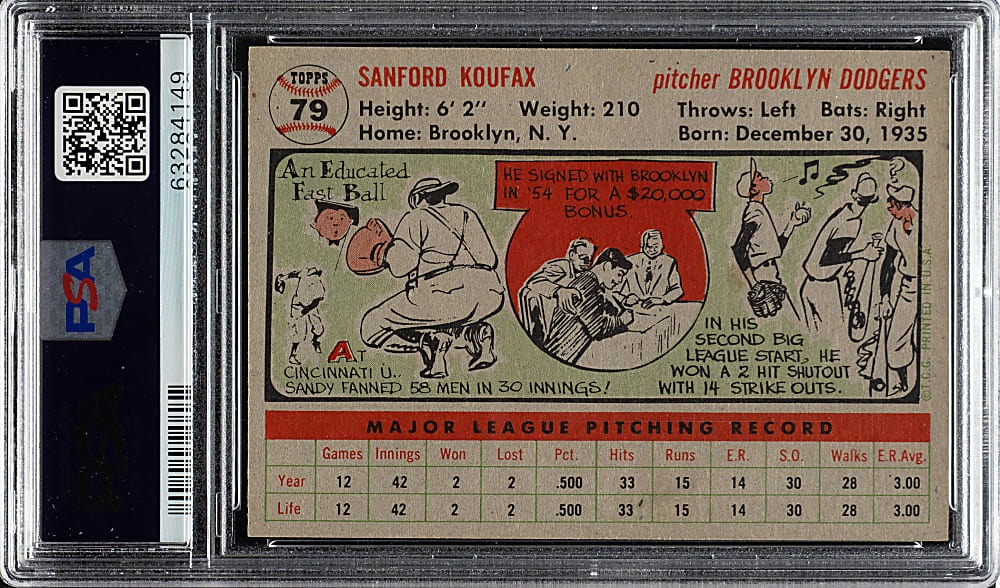 63284149
PSA
TOPPS
79
SANFORD KOUFAX
pitcher BROOKLYN DODGERS
Height: 6' 2" Weight: 210 Throws: Left Bats: Right
Home: Brooklyn, N. Y. Born: December 30, 1935
An Educated
Fast Ball
HE SIGNED WITH BROOKLYN
IN '54 FOR A $20,000
BONUS.
AT
CINCINNATI U..
SANDY FANNED 58 MEN IN 30 INNINGS!
IN HIS
SECOND BIG
LEAGUE START, HE
WON A 2 HIT SHUTOUT
WITH 14 STRIKE OUTS.
©T.C.G. PRINTED IN U.S.A.
MAJOR LEAGUE PITCHING RECORD
Games Innings Won Lost Pct. Hits Runs E.R. S.O. Walks E.R.Avg.
Year 12 42 2 2 .500 33 15 14 30 28 3.00
Life 12 42 2 2 .500 33 15 14 30 28 3.00